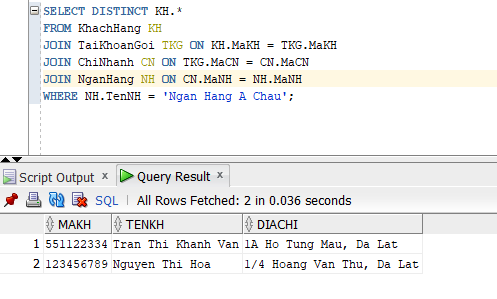 SELECT DISTINCT KH.*
FROM KhachHang KH
JOIN TaiKhoanGoi TKG ON KH.MaKH = TKG.MaKH
JOIN ChiNhanh CN ON TKG.MaCN = CN.MaCN
JOIN NganHang NH ON CN.MaNH = NH.MaNH
WHERE NH.TenNH = 'Ngan Hang A Chau';
Script Output x Query Result x
SQL | All Rows Fetched: 2 in 0.036 seconds
MAKH TENKH DIACHI
1 551122334 Tran Thi Khanh Van 1A Ho Tung Mau, Da Lat
2 123456789 Nguyen Thi Hoa 1/4 Hoang Van Thu, Da Lat